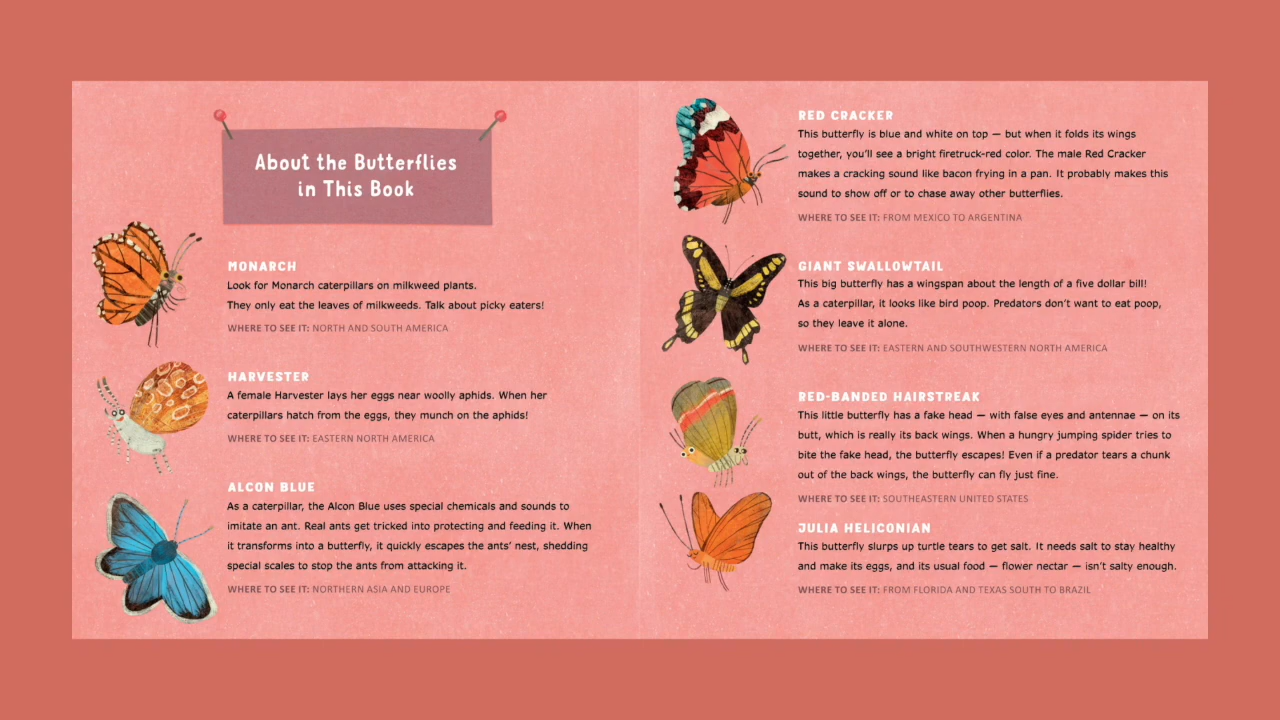 About the Butterflies
in This Book
MONARCH
Look for Monarch caterpillars on milkweed plants.
They only eat the leaves of milkweeds. Talk about picky eaters!
WHERE TO SEE IT: NORTH AND SOUTH AMERICA
HARVESTER
A female Harvester lays her eggs near woolly aphids. When her
caterpillars hatch from the eggs, they munch on the aphids!
WHERE TO SEE IT: EASTERN NORTH AMERICA
ALCON BLUE
As a caterpillar, the Alcon Blue uses special chemicals and sounds to
imitate an ant. Real ants get tricked into protecting and feeding it. When
it transforms into a butterfly, it quickly escapes the ants’ nest, shedding
special scales to stop the ants from attacking it.
WHERE TO SEE IT: NORTHERN ASIA AND EUROPE
RED CRACKER
This butterfly is blue and white on top — but when it folds its wings
together, you’ll see a bright firetruck-red color. The male Red Cracker
makes a cracking sound like bacon frying in a pan. It probably makes this
sound to show off or to chase away other butterflies.
WHERE TO SEE IT: FROM MEXICO TO ARGENTINA
GIANT SWALLOWTAIL
This big butterfly has a wingspan about the length of a five dollar bill!
As a caterpillar, it looks like bird poop. Predators don’t want to eat poop,
so they leave it alone.
WHERE TO SEE IT: EASTERN AND SOUTHWESTERN NORTH AMERICA
RED-BANDED HAIRSTREAK
This little butterfly has a fake head — with false eyes and antennae — on its
butt, which is really its back wings. When a hungry jumping spider tries to
bite the fake head, the butterfly escapes! Even if a predator tears a chunk
out of the back wings, the butterfly can fly just fine.
WHERE TO SEE IT: SOUTHEASTERN UNITED STATES
JULIA HELICONIAN
This butterfly slurps up turtle tears to get salt. It needs salt to stay healthy
and make its eggs, and its usual food — flower nectar — isn’t salty enough.
WHERE TO SEE IT: FROM FLORIDA AND TEXAS SOUTH TO BRAZIL